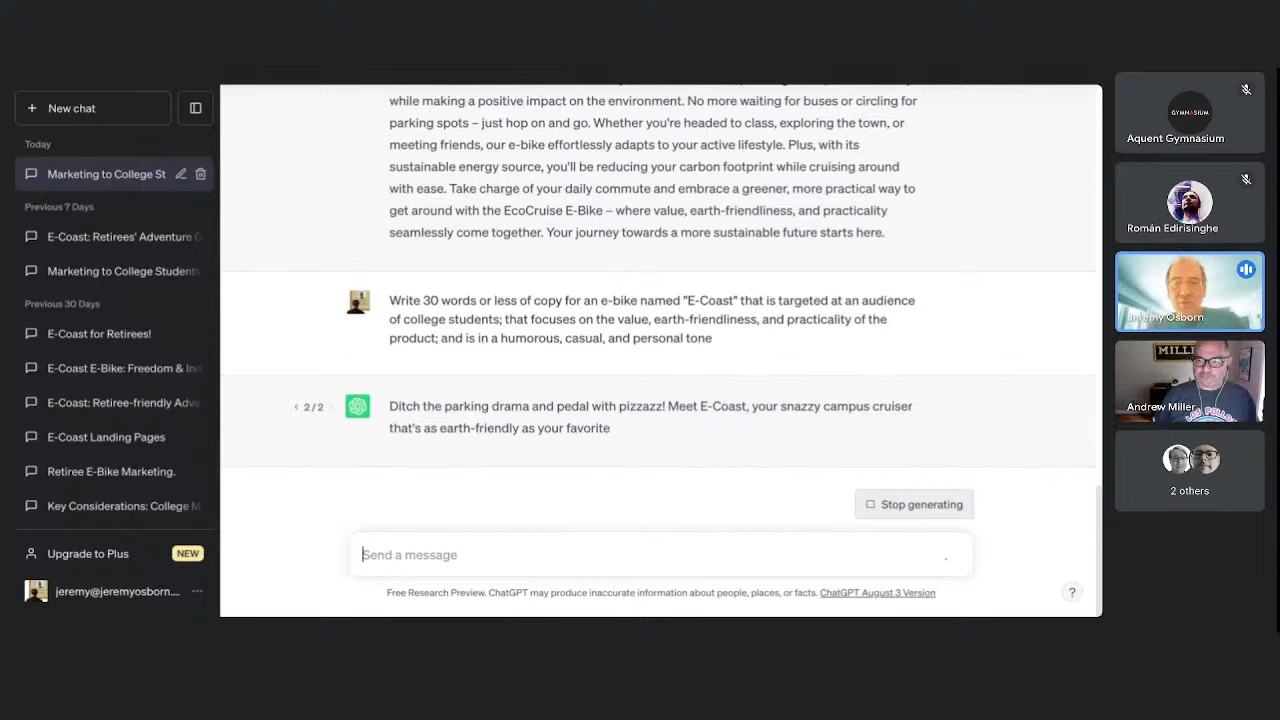 New chat
Today
Marketing to College St
Previous 7 Days
E-Coast: Retirees' Adventure G
Marketing to College Students
Previous 30 Days
E-Coast for Retirees!
E-Coast E-Bike: Freedom & Ind
E-Coast: Retiree-friendly Adve
E-Coast Landing Pages
Retiree E-Bike Marketing.
Key Considerations: College M
Upgrade to Plus NEW
jeremy@jeremyosborn....
while making a positive impact on the environment. No more waiting for buses or circling for
parking spots – just hop on and go. Whether you're headed to class, exploring the town, or
meeting friends, our e-bike effortlessly adapts to your active lifestyle. Plus, with its
sustainable energy source, you'll be reducing your carbon footprint while cruising around
with ease. Take charge of your daily commute and embrace a greener, more practical way to
get around with the EcoCruise E-Bike – where value, earth-friendliness, and practicality
seamlessly come together. Your journey towards a more sustainable future starts here.
Write 30 words or less of copy for an e-bike named "E-Coast" that is targeted at an audience
of college students; that focuses on the value, earth-friendliness, and practicality of the
product; and is in a humorous, casual, and personal tone
2/2
Ditch the parking drama and pedal with pizzazz! Meet E-Coast, your snazzy campus cruiser
that's as earth-friendly as your favorite
Stop generating
Send a message
Free Research Preview. ChatGPT may produce inaccurate information about people, places, or facts. ChatGPT August 3 Version
?
GYMNASIUM
Aquent Gymnasium
Román Edirisinghe
Jeremy Osborn
Andrew Miller
2 others